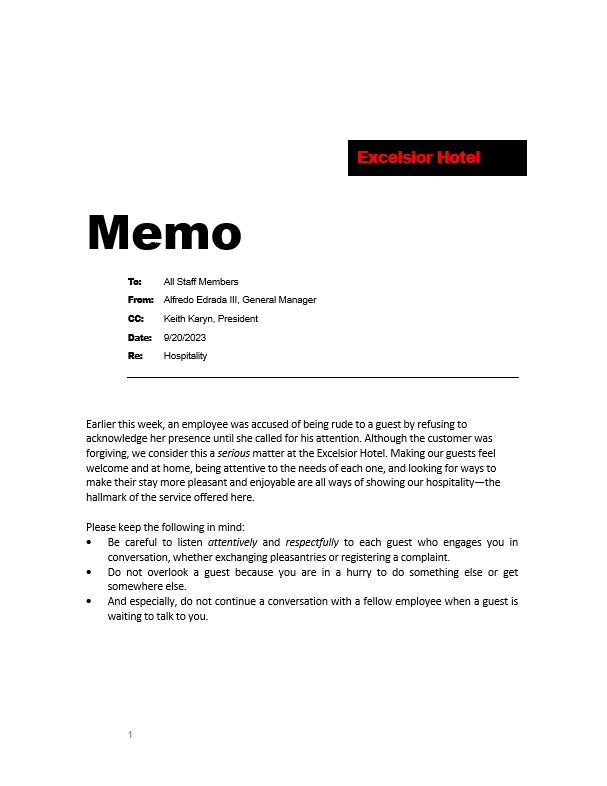 Excelsior Hotel
Memo
To: All Staff Members
From: Alfredo Edrada III, General Manager
CC: Keith Karyn, President
Date: 9/20/2023
Re: Hospitality
Earlier this week, an employee was accused of being rude to a guest by refusing to
acknowledge her presence until she called for his attention. Although the customer was
forgiving, we consider this a serious matter at the Excelsior Hotel. Making our guests feel
welcome and at home, being attentive to the needs of each one, and looking for ways to
make their stay more pleasant and enjoyable are all ways of showing our hospitality—the
hallmark of the service offered here.
Please keep the following in mind:
• Be careful to listen attentively and respectfully to each guest who engages you in
conversation, whether exchanging pleasantries or registering a complaint.
• Do not overlook a guest because you are in a hurry to do something else or get
somewhere else.
• And especially, do not continue a conversation with a fellow employee when a guest is
waiting to talk to you.
1